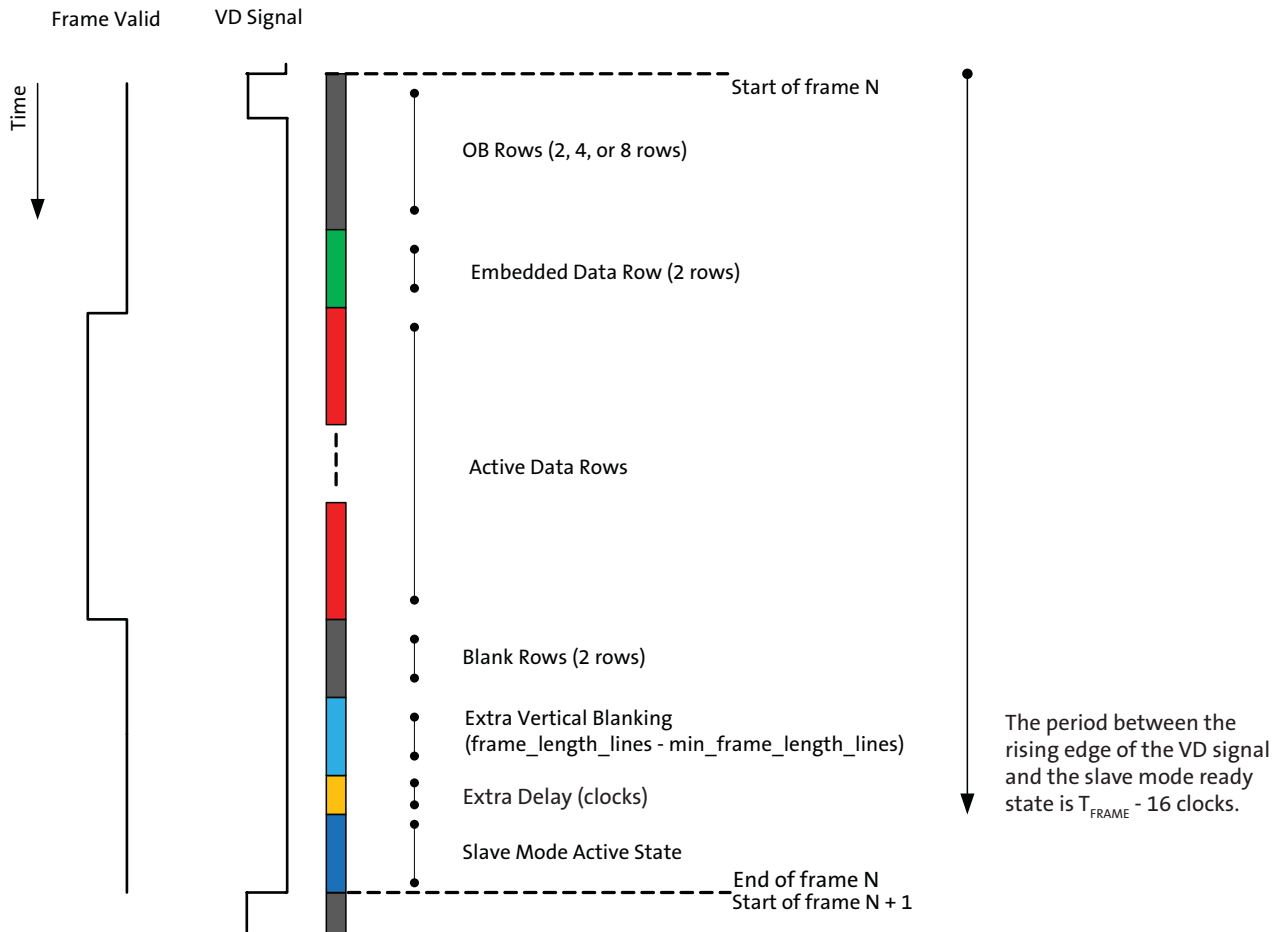 Frame Valid
VD Signal
Time
Start of frame N
OB Rows (2, 4, or 8 rows)
Embedded Data Row (2 rows)
Active Data Rows
Blank Rows (2 rows)
Extra Vertical Blanking
(frame_length_lines - min_frame_length_lines)
Extra Delay (clocks)
Slave Mode Active State
The period between the
rising edge of the VD signal
and the slave mode ready
state is T_FRAME - 16 clocks.
End of frame N
Start of frame N + 1